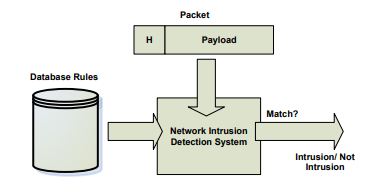 Packet
H
Payload
Database Rules
Match?
Network Intrusion
Detection System
Intrusion/ Not
Intrusion